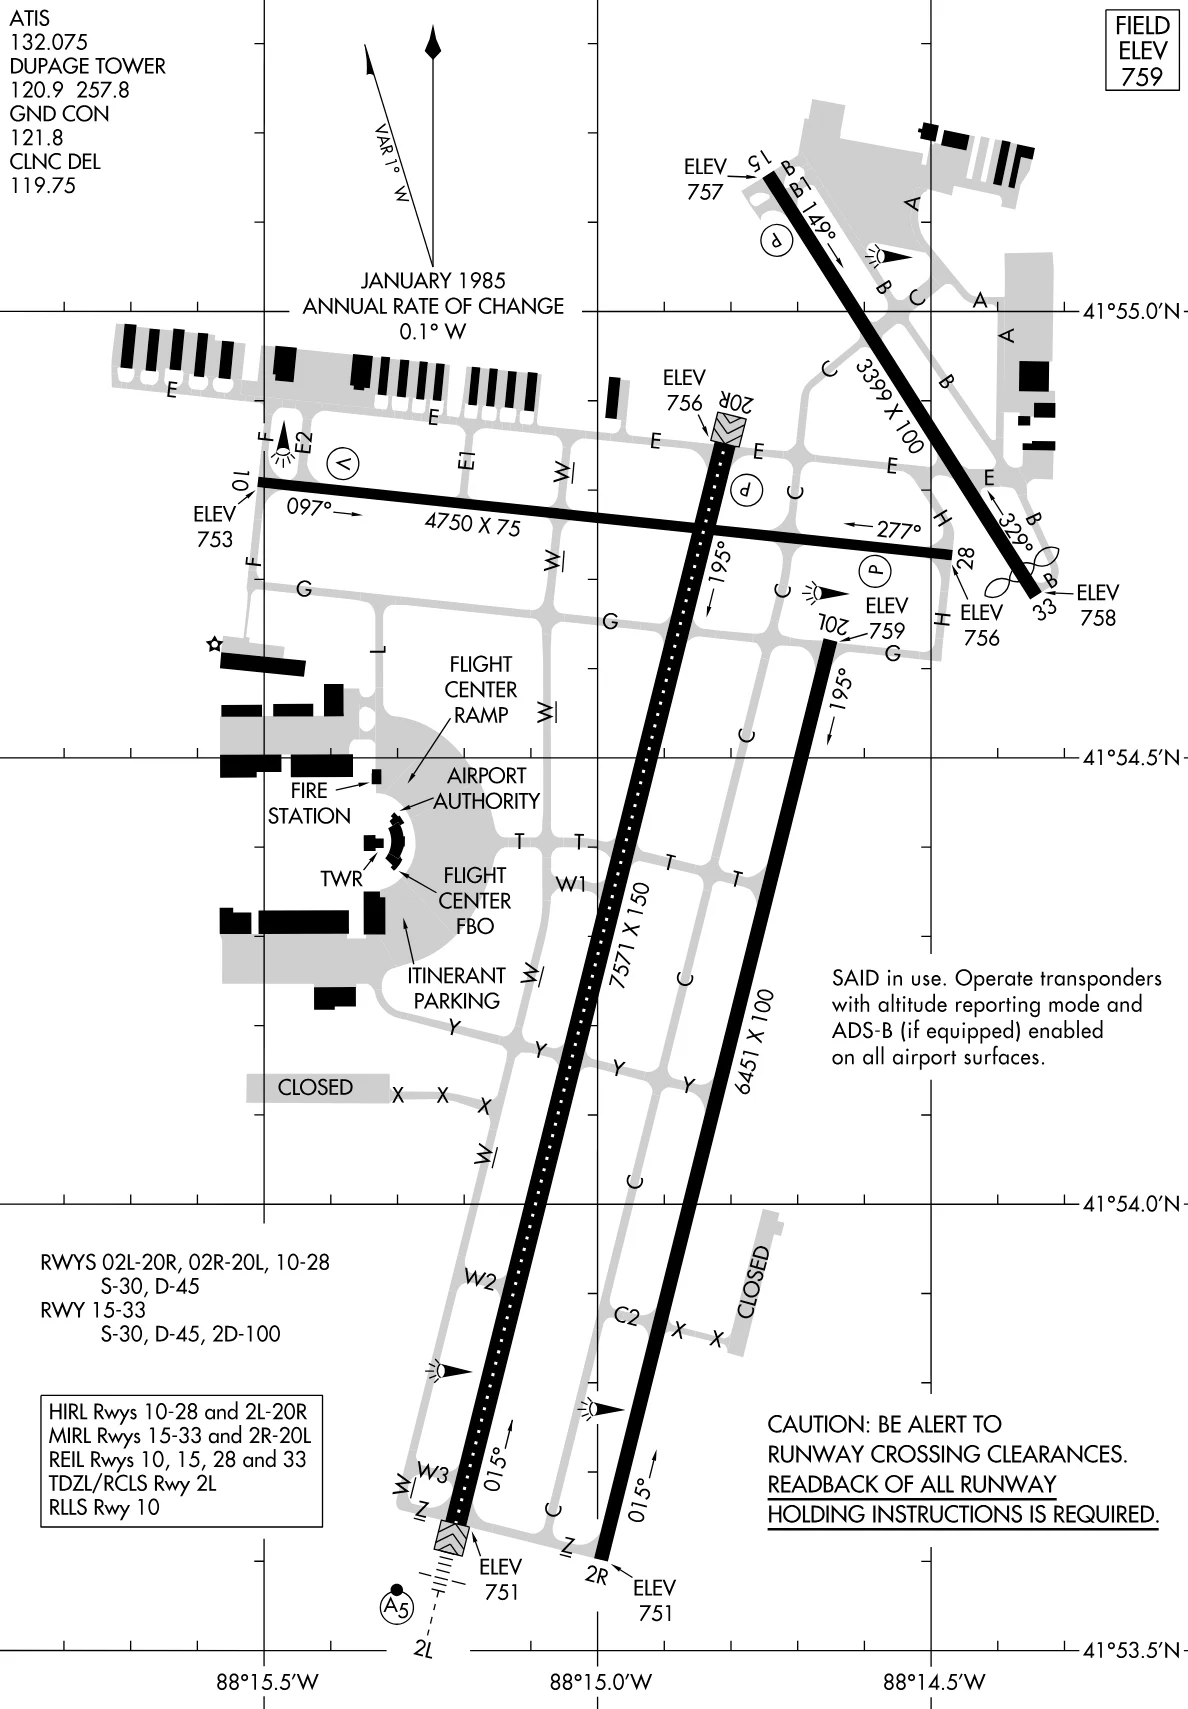 ATIS
132.075
DUPAGE TOWER
120.9 257.8
GND CON
121.8
CLNC DEL
119.75
FIELD
ELEV
759
VAR 1° W
JANUARY 1985
ANNUAL RATE OF CHANGE
0.1° W
ELEV
757
15
B
B1
149°
P
A
B
C
A
41°55.0'N
A
C
B
3399 X 100
E
E
ELEV
756
20R
E
E
E
E
F
E2
V
E1
W
P
C
H
B
01
ELEV
753
097°
4750 X 75
277°
28
329°
195°
F
W
P
C
G
G
ELEV
759
20L
H
G
ELEV
756
33
B
ELEV
758
L
FLIGHT
CENTER
RAMP
W
C
195°
41°54.5'N
FIRE
STATION
AIRPORT
AUTHORITY
T
T
T
T
TWR
FLIGHT
CENTER
FBO
W1
7571 X 150
ITINERANT
PARKING
W
C
SAID in use. Operate transponders
with altitude reporting mode and
ADS-B (if equipped) enabled
on all airport surfaces.
6451 X 100
Y
Y
Y
Y
CLOSED
X
X
X
W
C
41°54.0'N
RWYS 02L-20R, 02R-20L, 10-28
S-30, D-45
RWY 15-33
S-30, D-45, 2D-100
W2
C2
X
X
CLOSED
HIRL Rwys 10-28 and 2L-20R
MIRL Rwys 15-33 and 2R-20L
REIL Rwys 10, 15, 28 and 33
TDZL/RCLS Rwy 2L
RLLS Rwy 10
CAUTION: BE ALERT TO
RUNWAY CROSSING CLEARANCES.
READBACK OF ALL RUNWAY
HOLDING INSTRUCTIONS IS REQUIRED.
W
W3
015°
015°
Z
C
Z
ELEV
751
2R
ELEV
751
A5
2L
41°53.5'N
88°15.5'W
88°15.0'W
88°14.5'W